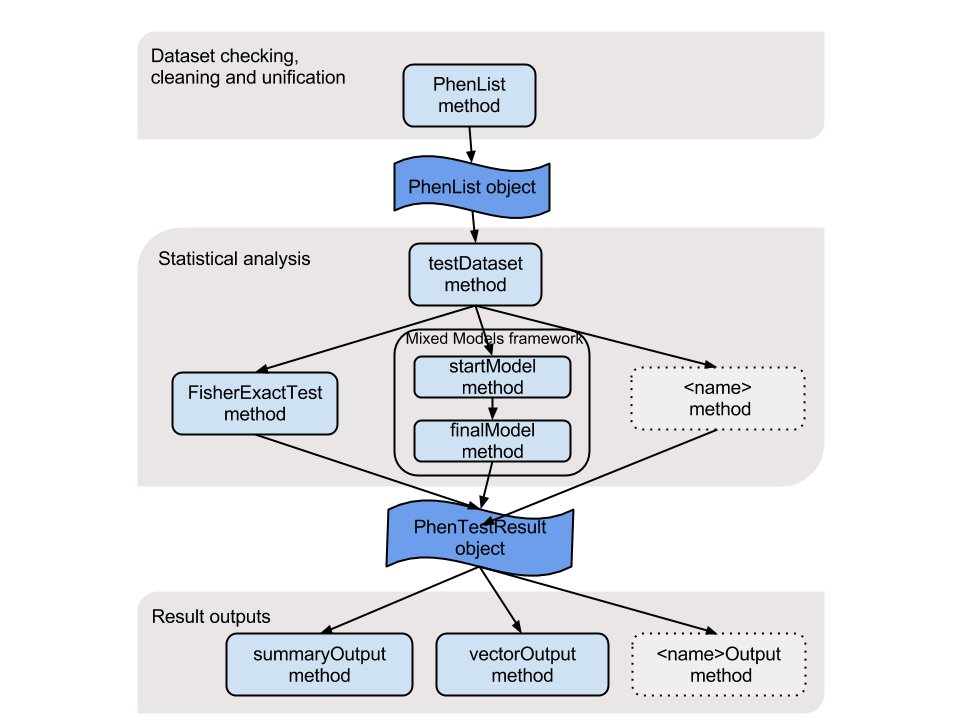 Dataset checking,
cleaning and unification
PhenList
method
PhenList object
Statistical analysis
testDataset
method
Mixed Models framework
FisherExactTest
method
startModel
method
finalModel
method
<name>
method
PhenTestResult
object
Result outputs
summaryOutput
method
vectorOutput
method
<name>Output
method